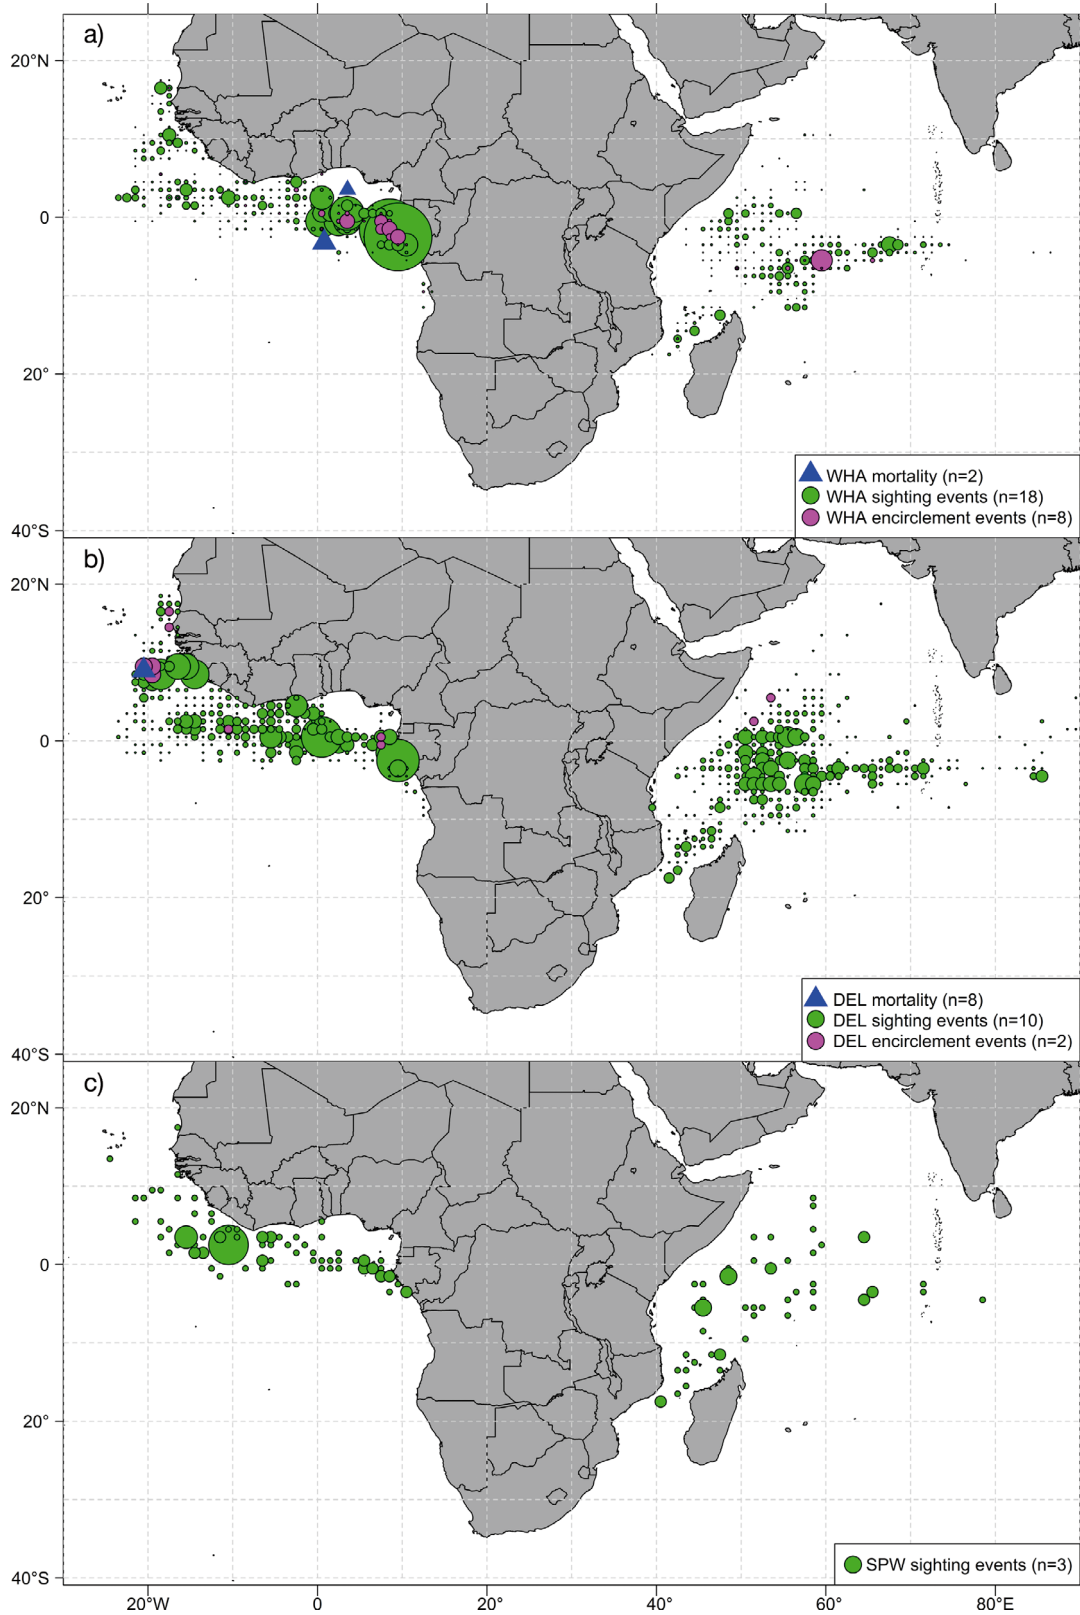 a)
20°N
0
20°
40°S
WHA mortality (n=2)
WHA sighting events (n=18)
WHA encirclement events (n=8)
b)
20°N
0
20°
40°S
DEL mortality (n=8)
DEL sighting events (n=10)
DEL encirclement events (n=2)
c)
20°N
0
20°
40°S
SPW sighting events (n=3)
20°W 0 20° 40° 60° 80°E